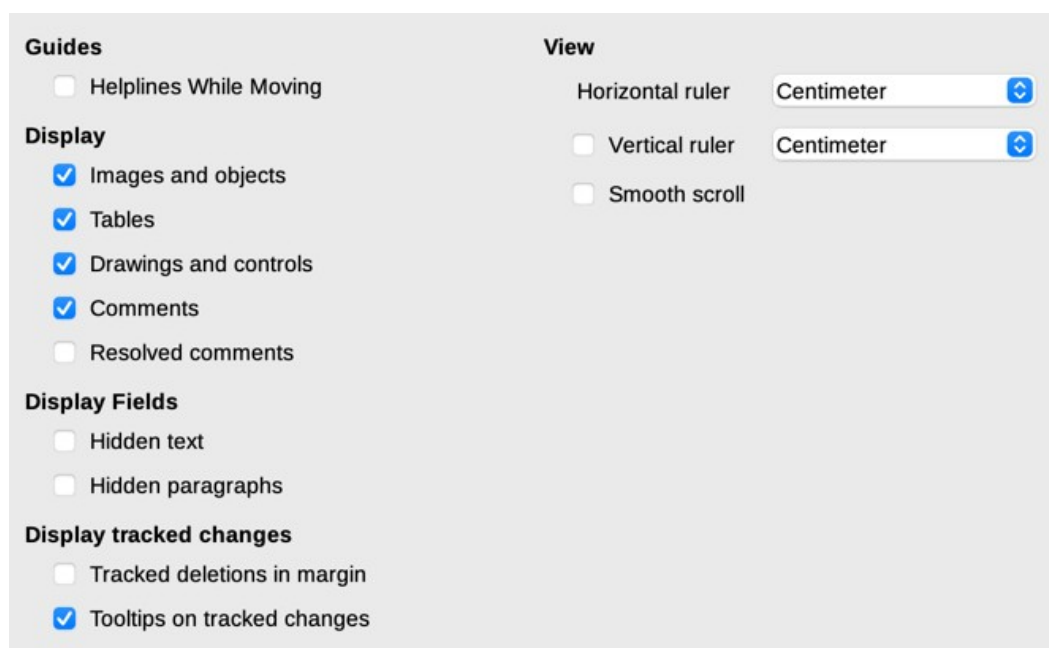 Guides
Helplines While Moving
Display
Images and objects
Tables
Drawings and controls
Comments
Resolved comments
Display Fields
Hidden text
Hidden paragraphs
Display tracked changes
Tracked deletions in margin
Tooltips on tracked changes
View
Horizontal ruler Centimeter
Vertical ruler Centimeter
Smooth scroll